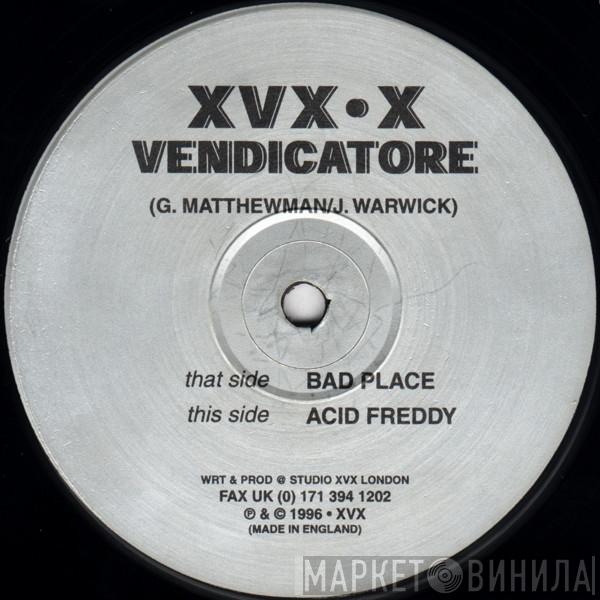 XVX • X
VENDICATORE
(G. MATTHEWMAN/J. WARWICK)
that side BAD PLACE
this side ACID FREDDY
WRT & PROD @ STUDIO XVX LONDON
FAX UK (0) 171 394 1202
℗ & © 1996 • XVX
(MADE IN ENGLAND)
МАРКЕТ ВИНИЛА